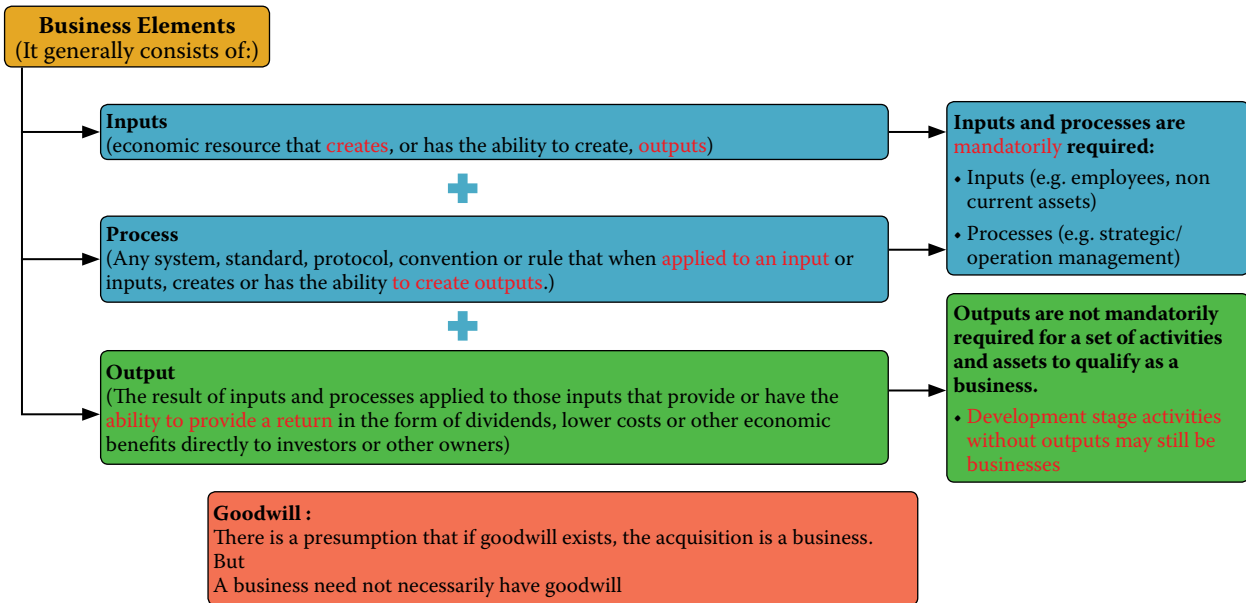 Business Elements
(It generally consists of:)
Inputs
(economic resource that creates, or has the ability to create, outputs)
Process
(Any system, standard, protocol, convention or rule that when applied to an input or
inputs, creates or has the ability to create outputs.)
Output
(The result of inputs and processes applied to those inputs that provide or have the
ability to provide a return in the form of dividends, lower costs or other economic
benefits directly to investors or other owners)
Inputs and processes are
mandatorily required:
• Inputs (e.g. employees, non
current assets)
• Processes (e.g. strategic/
operation management)
Outputs are not mandatorily
required for a set of activities
and assets to qualify as a
business.
• Development stage activities
without outputs may still be
businesses
Goodwill :
There is a presumption that if goodwill exists, the acquisition is a business.
But
A business need not necessarily have goodwill